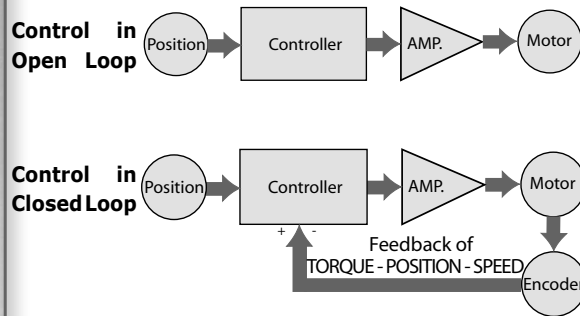 Control in
Open Loop
Position
Controller
AMP.
Motor
Control in
Closed Loop
Position
Controller
AMP.
Motor
+ -
Feedback of
TORQUE - POSITION - SPEED
Encoder